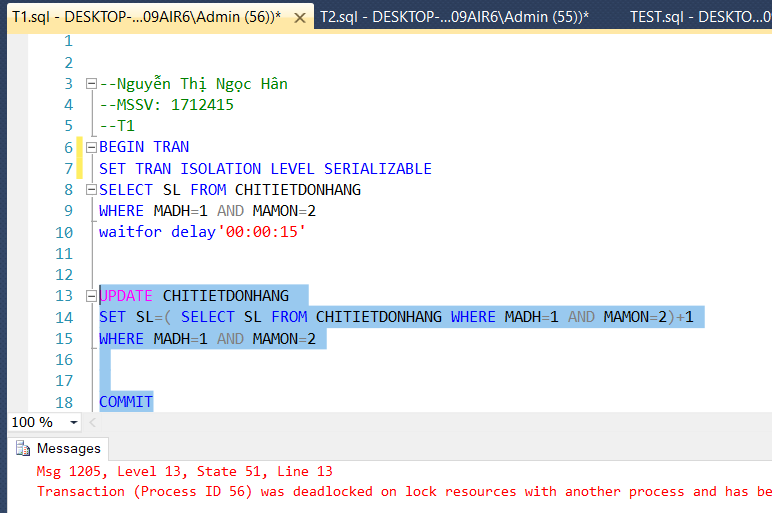 T1.sql - DESKTOP-...09AIR6\Admin (56))* T2.sql - DESKTOP-...09AIR6\Admin (55))* TEST.sql - DESKTO...0
1
2
3 --Nguyễn Thị Ngọc Hân
4 --MSSV: 1712415
5 --T1
6 BEGIN TRAN
7 SET TRAN ISOLATION LEVEL SERIALIZABLE
8 SELECT SL FROM CHITIETDONHANG
9 WHERE MADH=1 AND MAMON=2
10 waitfor delay'00:00:15'
11
12
13 UPDATE CHITIETDONHANG
14 SET SL=( SELECT SL FROM CHITIETDONHANG WHERE MADH=1 AND MAMON=2)+1
15 WHERE MADH=1 AND MAMON=2
16
17
18 COMMIT
100 %
Messages
Msg 1205, Level 13, State 51, Line 13
Transaction (Process ID 56) was deadlocked on lock resources with another process and has be